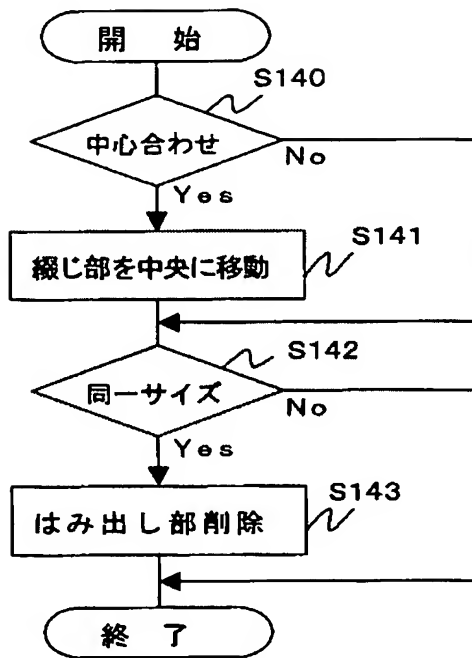 開 始
S140
中心合わせ
No
Yes
S141
綴じ部を中央に移動
S142
同一サイズ
No
Yes
S143
はみ出し部削除
終 了